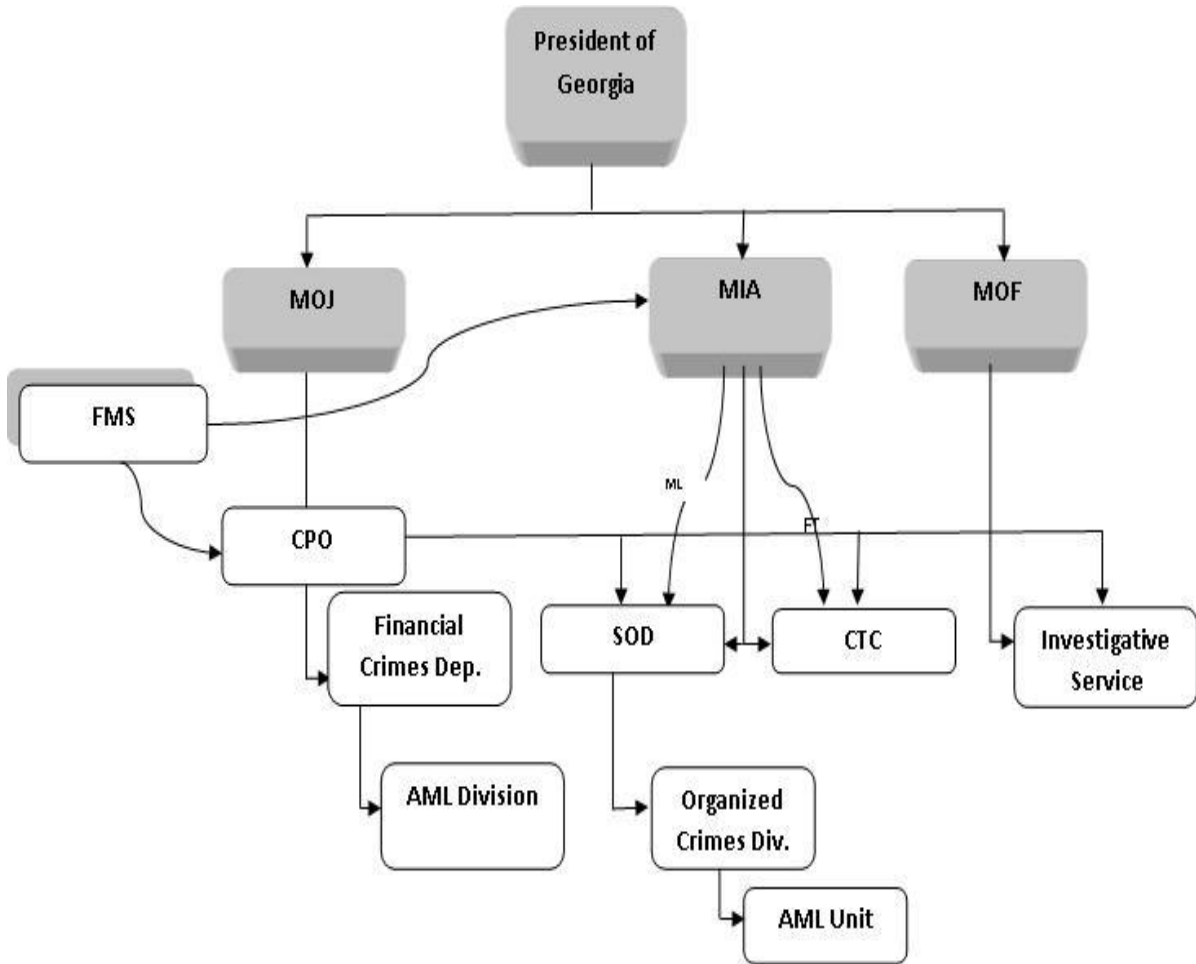 President of
Georgia
MOJ
MIA
MOF
FMS
ML
FT
CPO
Financial
Crimes Dep.
SOD
CTC
Investigative
Service
AML Division
Organized
Crimes Div.
AML Unit